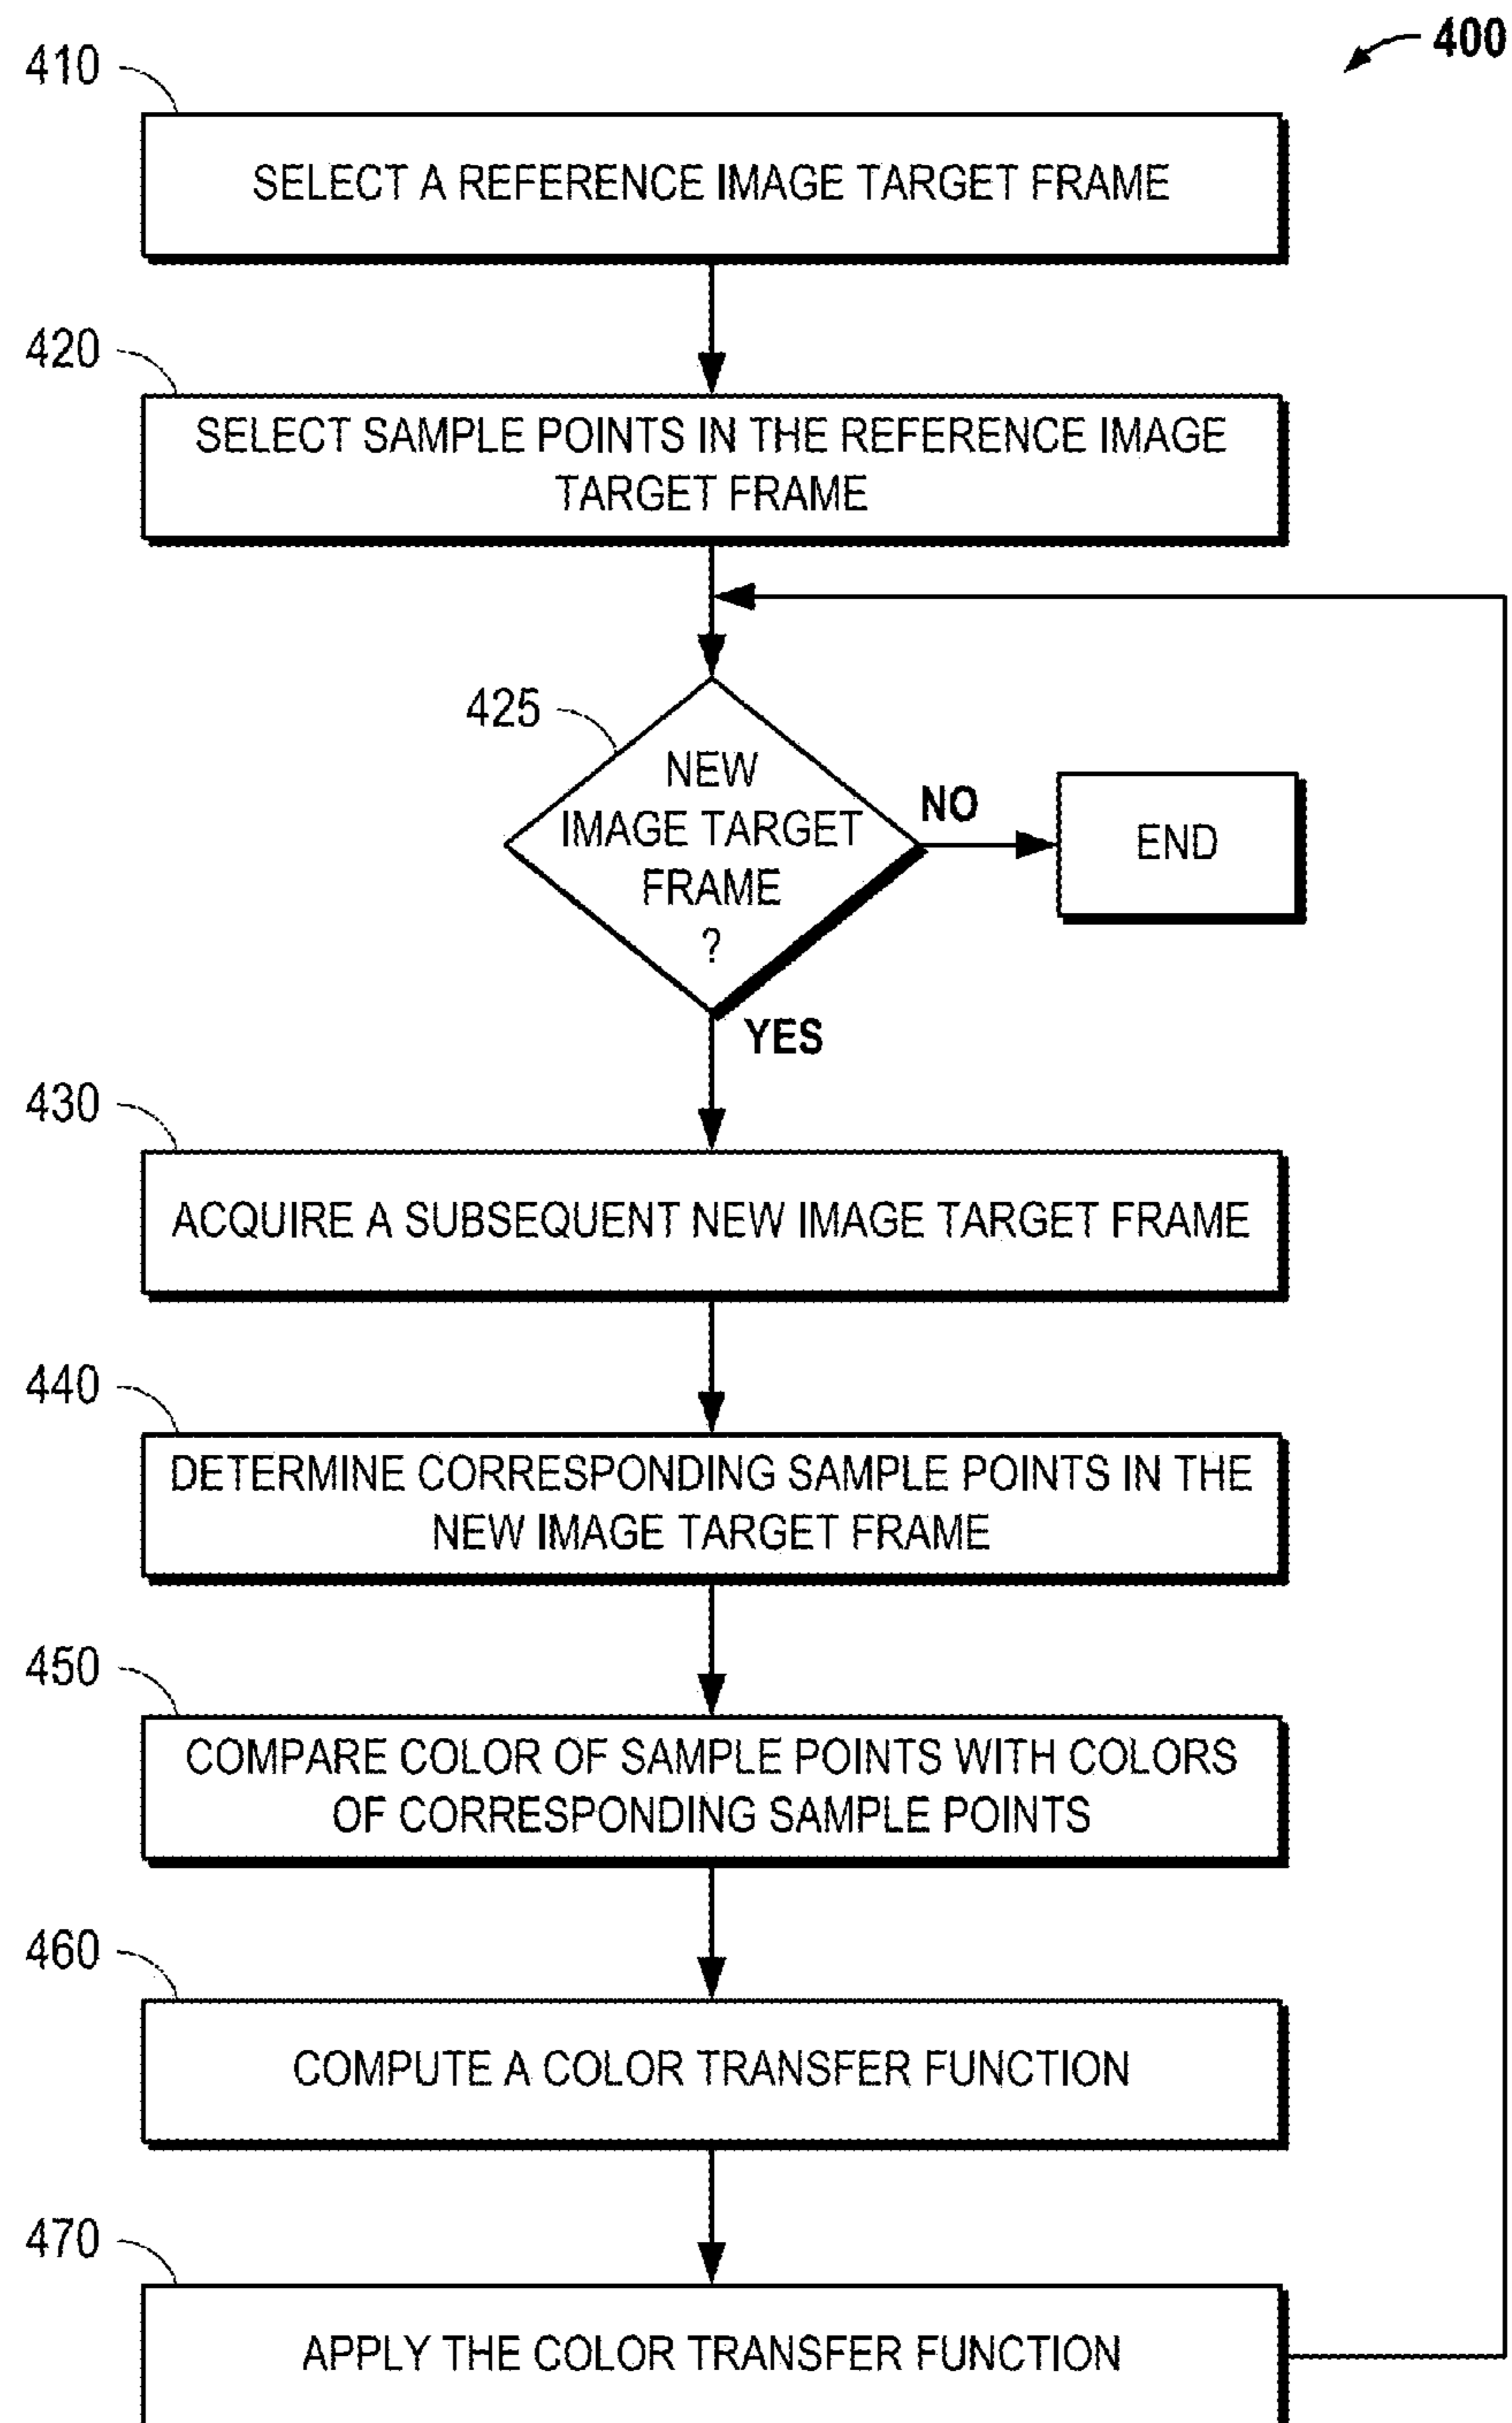 400
410
SELECT A REFERENCE IMAGE TARGET FRAME
420
SELECT SAMPLE POINTS IN THE REFERENCE IMAGE
TARGET FRAME
425
NEW
IMAGE TARGET
FRAME
?
NO
END
YES
430
ACQUIRE A SUBSEQUENT NEW IMAGE TARGET FRAME
440
DETERMINE CORRESPONDING SAMPLE POINTS IN THE
NEW IMAGE TARGET FRAME
450
COMPARE COLOR OF SAMPLE POINTS WITH COLORS
OF CORRESPONDING SAMPLE POINTS
460
COMPUTE A COLOR TRANSFER FUNCTION
470
APPLY THE COLOR TRANSFER FUNCTION